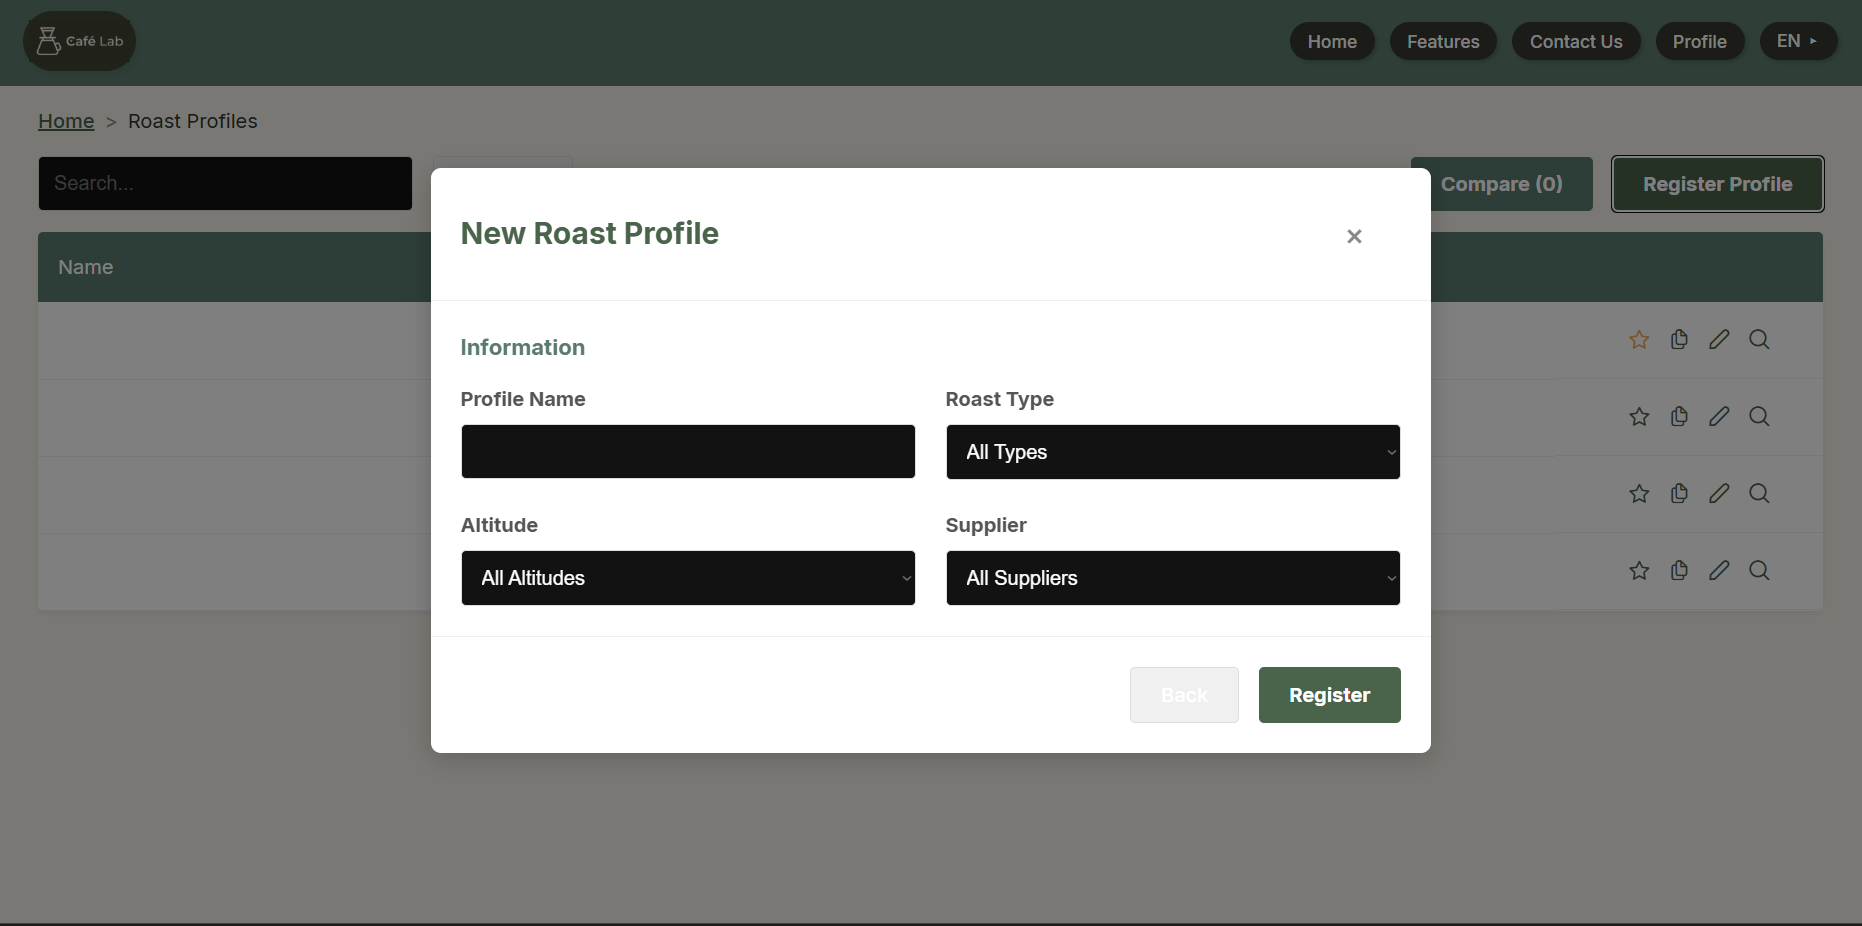 Café Lab
Home Features Contact Us Profile EN ▸
Home > Roast Profiles
Search...
Compare (0)
Register Profile
Name
New Roast Profile
×
Information
Profile Name
Roast Type
All Types
Altitude
Supplier
All Altitudes
All Suppliers
Back
Register